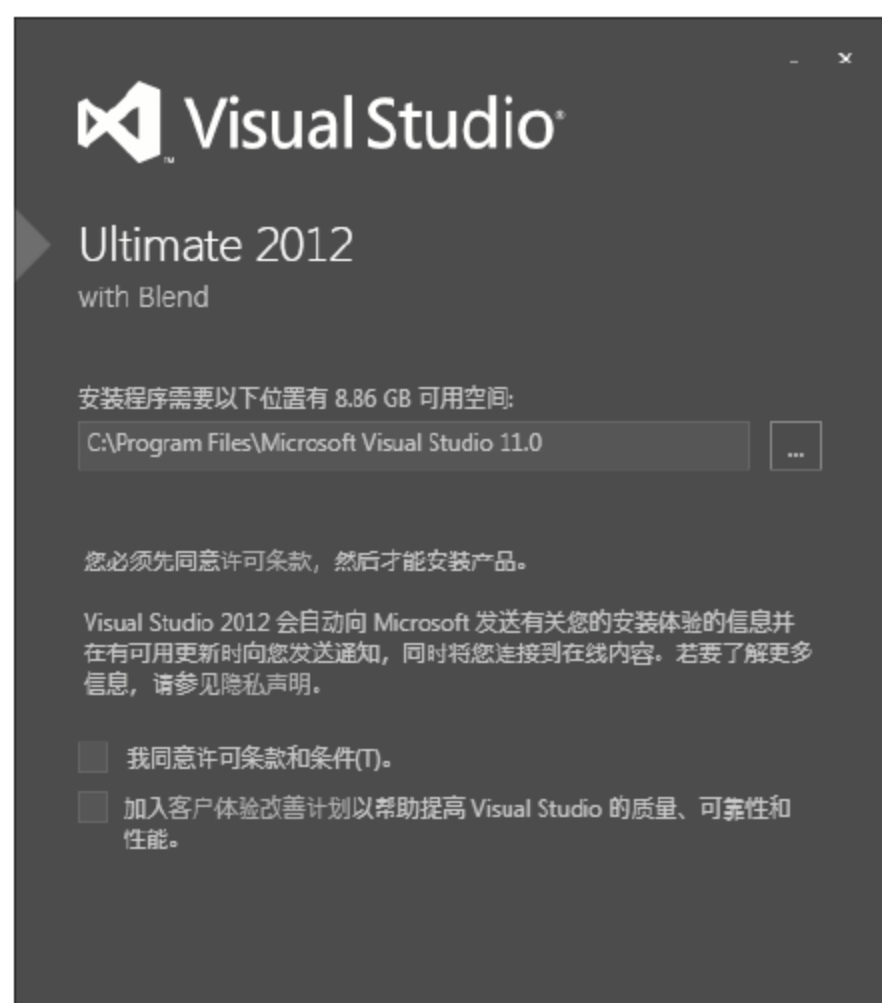 Visual Studio®
™
Ultimate 2012
with Blend
安装程序需要以下位置有 8.86 GB 可用空间:
C:\Program Files\Microsoft Visual Studio 11.0
...
您必须先同意许可条款，然后才能安装产品。
Visual Studio 2012 会自动向 Microsoft 发送有关您的安装体验的信息并
在有可用更新时向您发送通知，同时将您连接到在线内容。若要了解更多
信息，请参见隐私声明。
我同意许可条款和条件(T)。
加入客户体验改善计划以帮助提高 Visual Studio 的质量、可靠性和
性能。